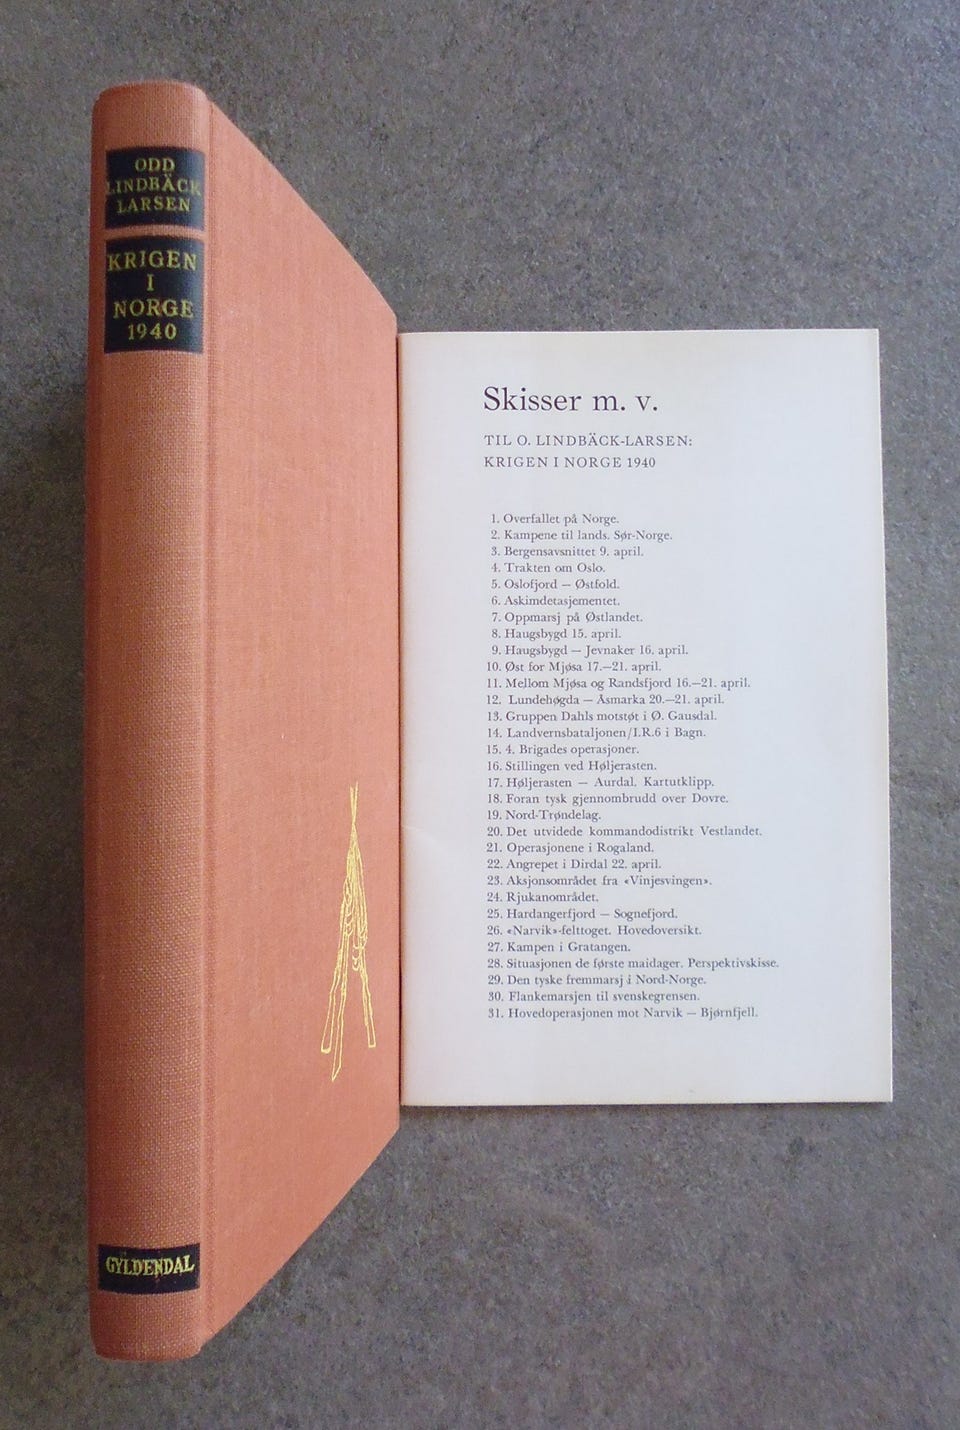 ODD
LINDBÄCK
LARSEN
KRIGEN
I
NORGE
1940
GYLDENDAL
Skisser m. v.
TIL O. LINDBÄCK-LARSEN:
KRIGEN I NORGE 1940
1. Overfallet på Norge.
2. Kampene til lands. Sør-Norge.
3. Bergensavsnittet 9. april.
4. Trakten om Oslo.
5. Oslofjord — Østfold.
6. Askimdetasjementet.
7. Oppmarsj på Østlandet.
8. Haugsbygd 15. april.
9. Haugsbygd — Jevnaker 16. april.
10. Øst for Mjøsa 17.—21. april.
11. Mellom Mjøsa og Randsfjord 16.—21. april.
12. Lundehøgda — Åsmarka 20.—21. april.
13. Gruppen Dahls motstøt i Ø. Gausdal.
14. Landvernsbataljonen/I.R.6 i Bagn.
15. 4. Brigades operasjoner.
16. Stillingen ved Høljerasten.
17. Høljerasten — Aurdal. Kartutklipp.
18. Foran tysk gjennombrudd over Dovre.
19. Nord-Trøndelag.
20. Det utvidede kommandodistrikt Vestlandet.
21. Operasjonene i Rogaland.
22. Angrepet i Dirdal 22. april.
23. Aksjonsområdet fra «Vinjesvingen».
24. Rjukanområdet.
25. Hardangerfjord — Sognefjord.
26. «Narvik»-felttoget. Hovedoversikt.
27. Kampen i Gratangen.
28. Situasjonen de første maidager. Perspektivskisse.
29. Den tyske fremmarsj i Nord-Norge.
30. Flankemarsjen til svenskegrensen.
31. Hovedoperasjonen mot Narvik — Bjørnfjell.